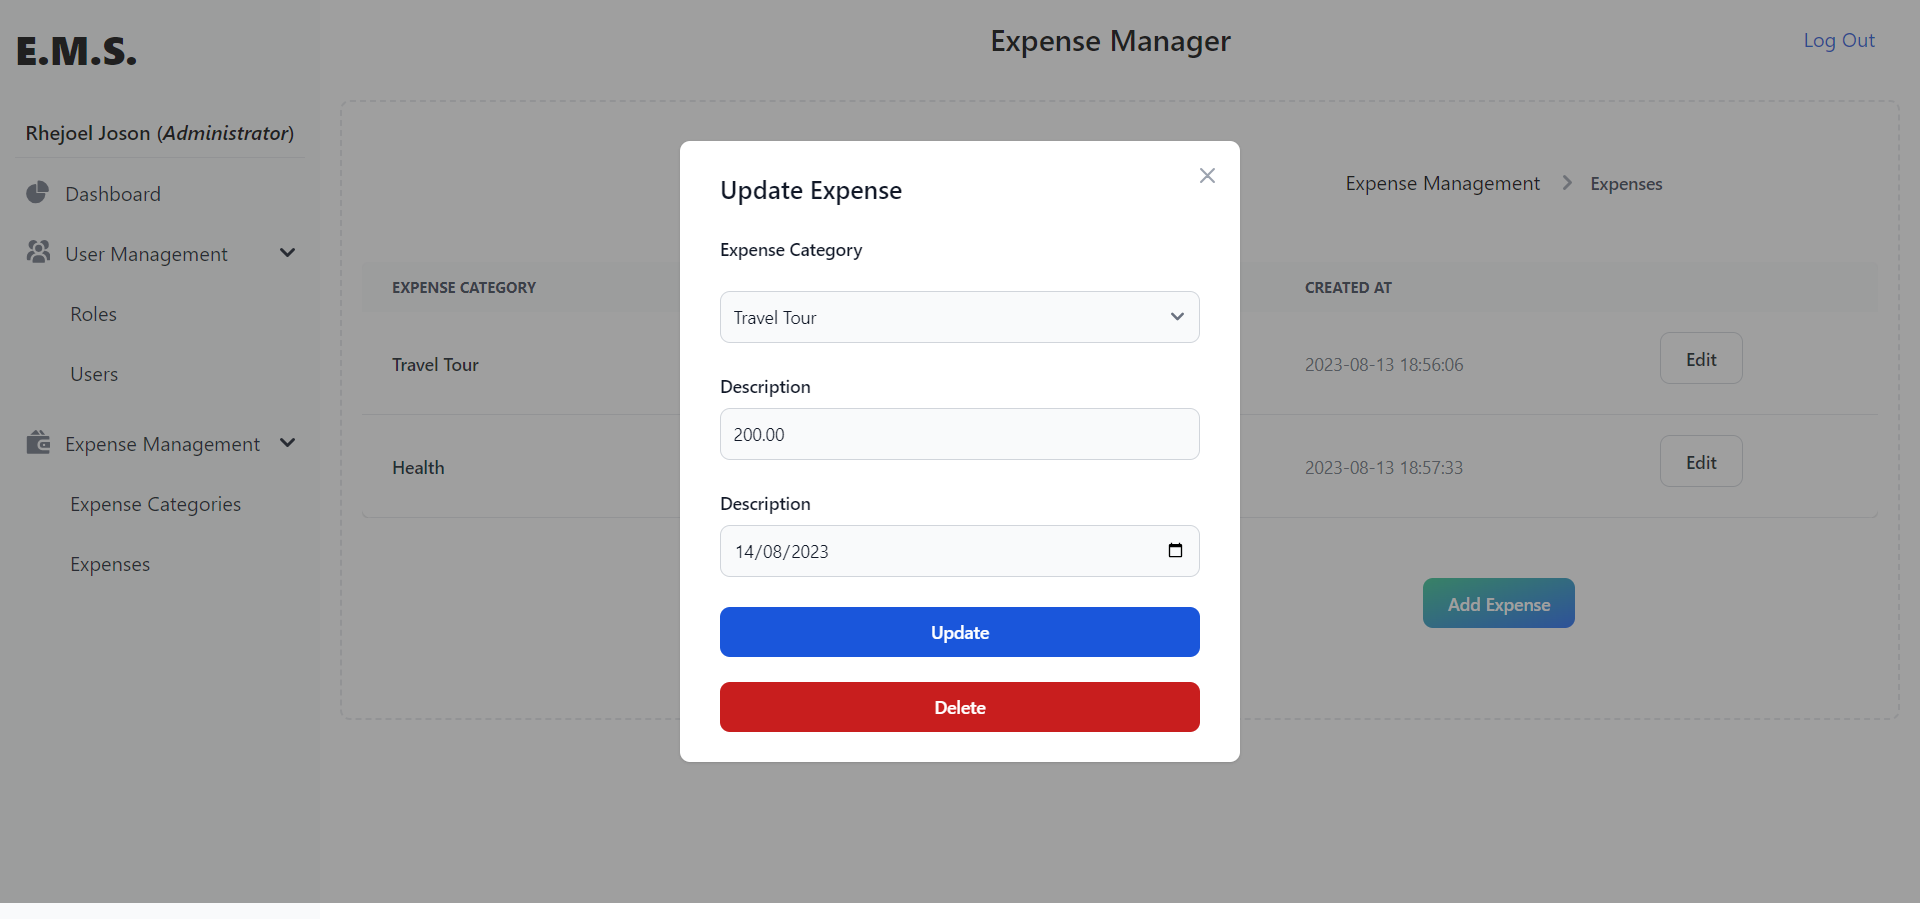 E.M.S.
Expense Manager
Log Out
Rhejoel Joson (Administrator)
Dashboard
User Management
Roles
Users
Expense Management
Expense Categories
Expenses
Expense Management
Expenses
EXPENSE CATEGORY
CREATED AT
Travel Tour
2023-08-13 18:56:06
Edit
Health
2023-08-13 18:57:33
Edit
Add Expense
Update Expense
Expense Category
Travel Tour
Description
200.00
Description
14/08/2023
Update
Delete